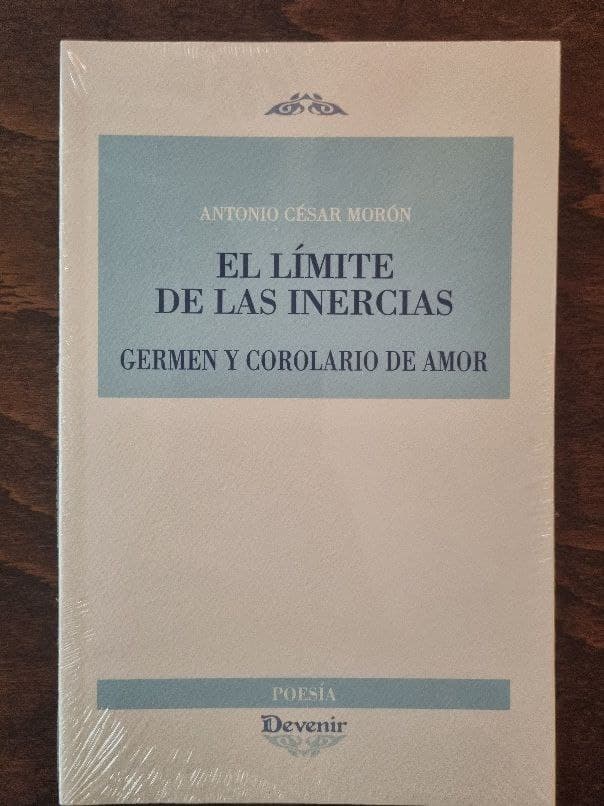 ANTONIO CÉSAR MORÓN
EL LÍMITE
DE LAS INERCIAS
GERMEN Y COROLARIO DE AMOR
POESÍA
Devenir